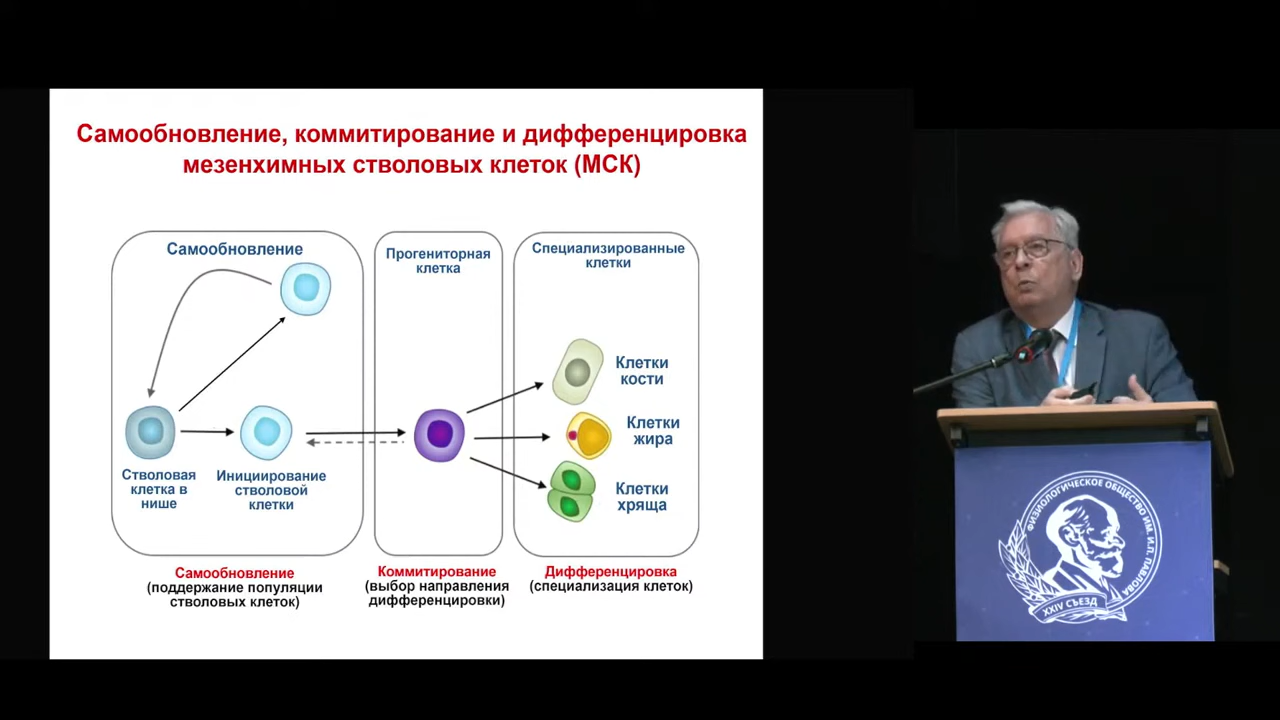 Самообновление, коммитирование и дифференцировка
мезенхимных стволовых клеток (МСК)
Самообновление
Прогениторная
клетка
Специализированные
клетки
Клетки
кости
Клетки
жира
Клетки
хряща
Стволовая
клетка в
нише
Инициирование
стволовой
клетки
Самообновление
(поддержание популяции
стволовых клеток)
Коммитирование
(выбор направления
дифференцировки)
Дифференцировка
(специализация клеток)
ФИЗИОЛОГИЧЕСКОЕ ОБЩЕСТВО ИМ. И.П. ПАВЛОВА
XXIV СЪЕЗД